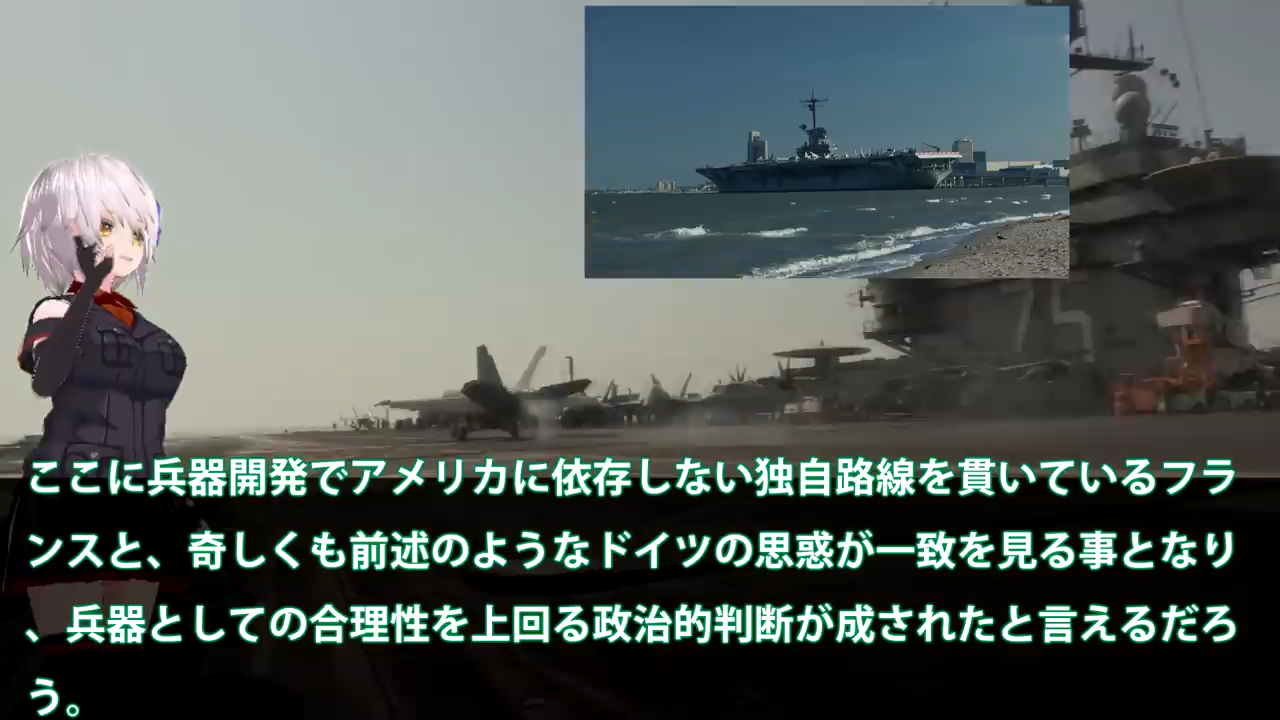 75
ここに兵器開発でアメリカに依存しない独自路線を貫いているフラ
ンスと、奇しくも前述のようなドイツの思惑が一致を見る事となり
、兵器としての合理性を上回る政治的判断が成されたと言えるだろ
う。